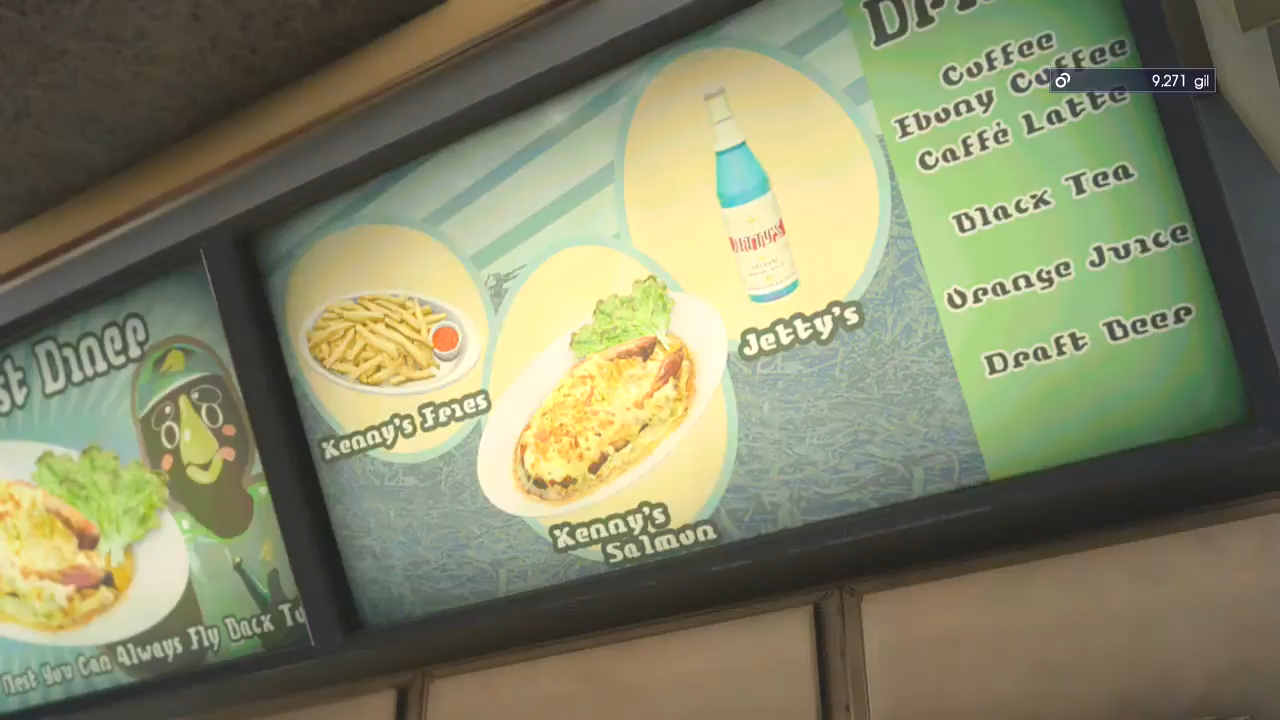 st Diner
Nest You Can Always Fly Back To
Kenny's Fries
Kenny's
Salmon
Jetty's
JETTY'S
Coffee
Ebony Coffee
Caffè Latte
Black Tea
Orange Juice
Draft Beer
9,271 gil